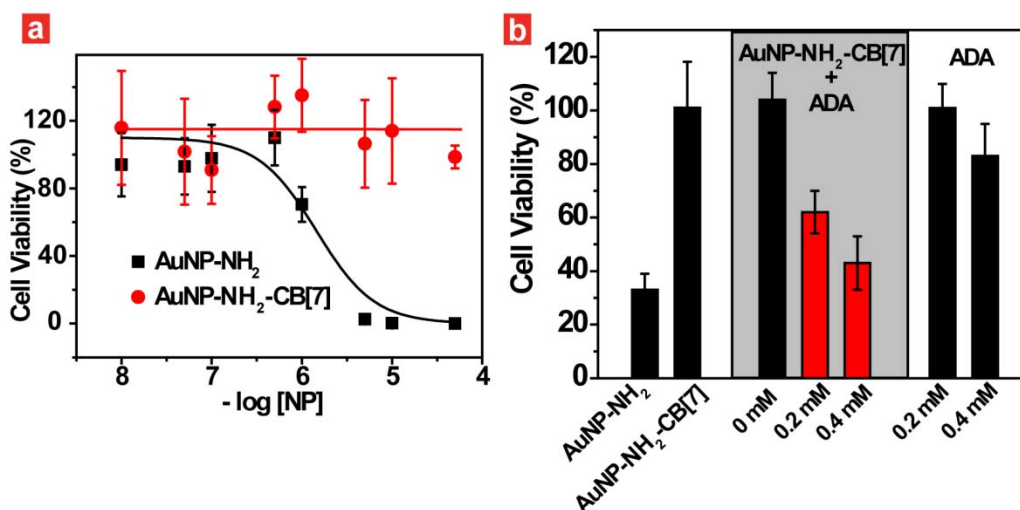 a
Cell Viability (%)
120
80
40
0
AuNP-NH₂
AuNP-NH₂-CB[7]
8 7 6 5 4
- log [NP]
b
Cell Viability (%)
120
100
80
60
40
20
0
AuNP-NH₂-CB[7]
+
ADA
ADA
AuNP-NH₂
AuNP-NH₂-CB[7]
0 mM
0.2 mM
0.4 mM
0.2 mM
0.4 mM